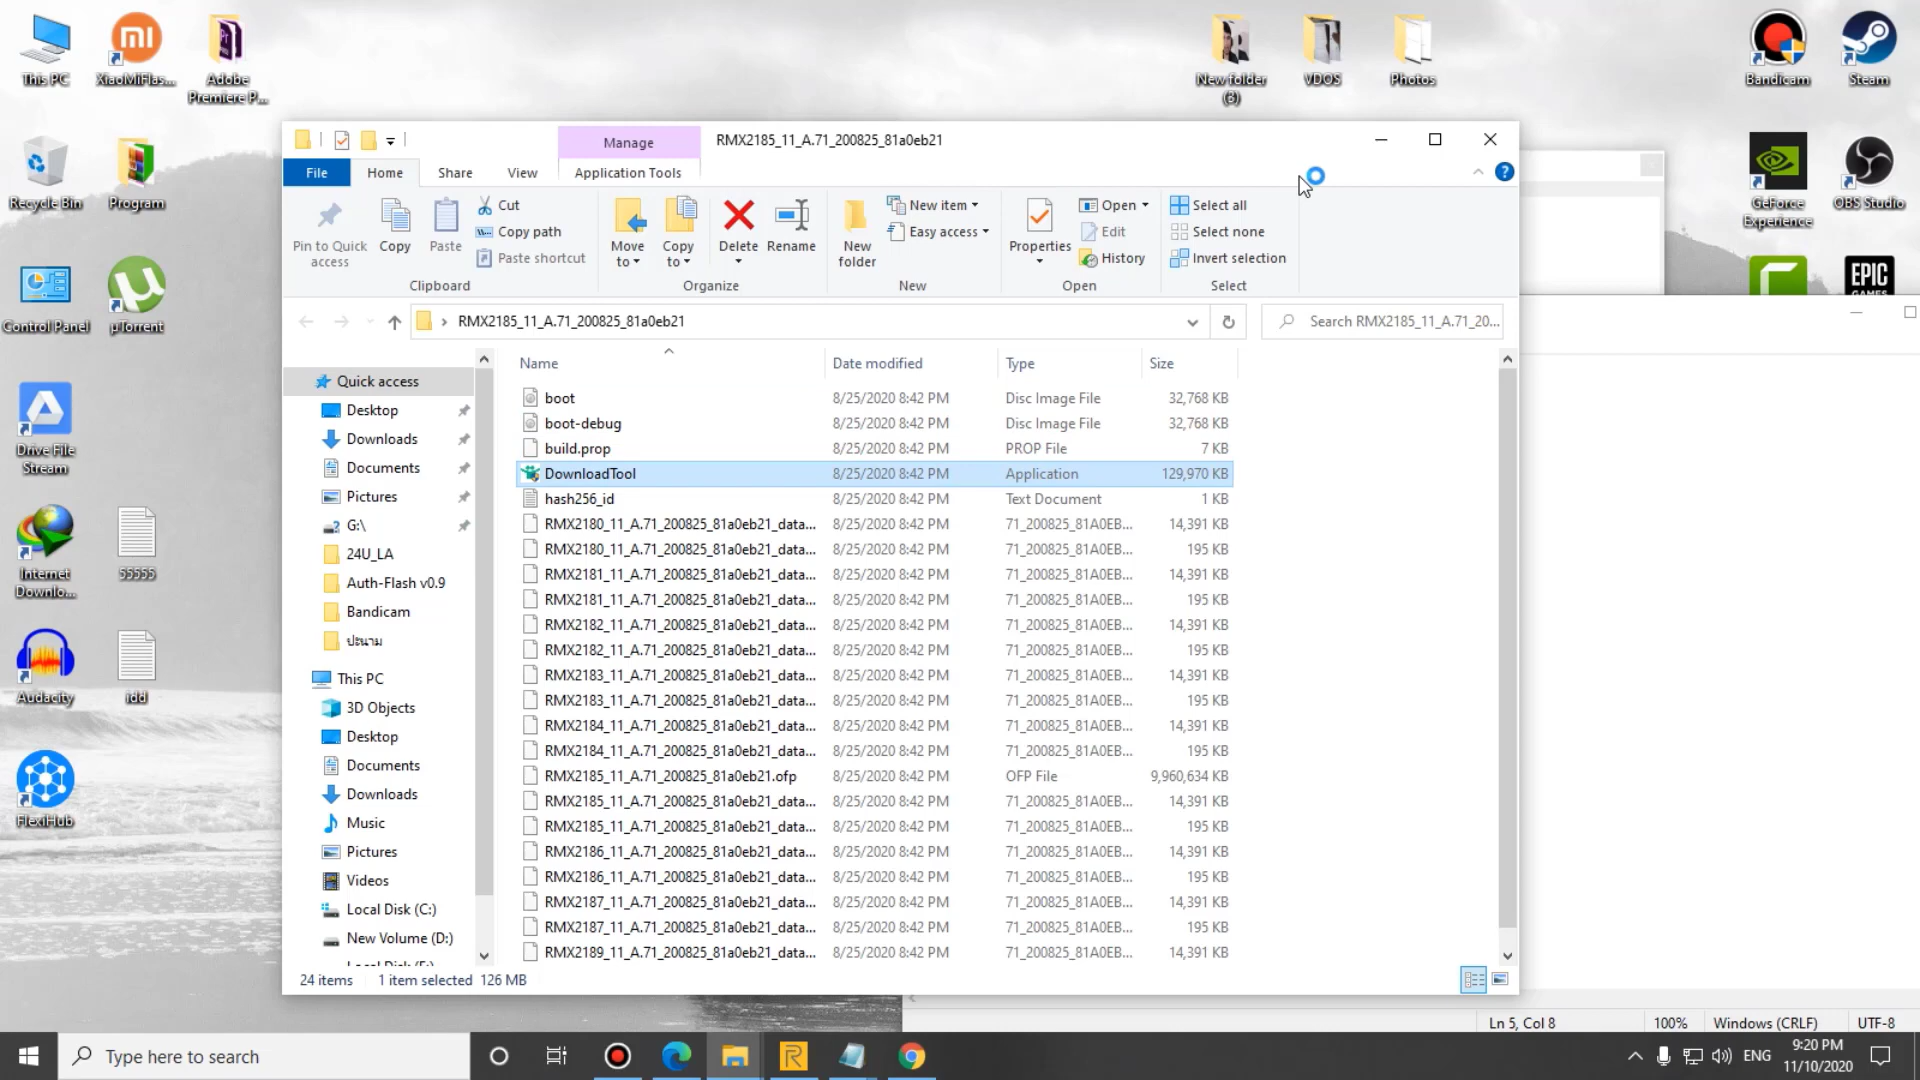 This PC
XiaoMiFlas...
Adobe
Premiere P...
New folder
(3)
VDOS
Photos
Bandicam
Steam
Recycle Bin
Program
GeForce
Experience
OBS Studio
Control Panel
µTorrent
EPIC
GAMES
Drive File
Stream
Internet
Downlo...
55555
Audacity
idd
FlexiHub
Manage
RMX2185_11_A.71_200825_81a0eb21
File
Home
Share
View
Application Tools
Pin to Quick
access
Copy
Paste
Cut
Copy path
Paste shortcut
Clipboard
Move
to
Copy
to
Delete
Rename
Organize
New
folder
New item
Easy access
New
Properties
Open
Edit
History
Open
Select all
Select none
Invert selection
Select
RMX2185_11_A.71_200825_81a0eb21
Search RMX2185_11_A.71_20...
Quick access
Desktop
Downloads
Documents
Pictures
G:\
24U_LA
Auth-Flash v0.9
Bandicam
ปะนาม
This PC
3D Objects
Desktop
Documents
Downloads
Music
Pictures
Videos
Local Disk (C:)
New Volume (D:)
Name Date modified Type Size
boot 8/25/2020 8:42 PM Disc Image File 32,768 KB
boot-debug 8/25/2020 8:42 PM Disc Image File 32,768 KB
build.prop 8/25/2020 8:42 PM PROP File 7 KB
DownloadTool 8/25/2020 8:42 PM Application 129,970 KB
hash256_id 8/25/2020 8:42 PM Text Document 1 KB
RMX2180_11_A.71_200825_81a0eb21_data... 8/25/2020 8:42 PM 71_200825_81A0EB... 14,391 KB
RMX2180_11_A.71_200825_81a0eb21_data... 8/25/2020 8:42 PM 71_200825_81A0EB... 195 KB
RMX2181_11_A.71_200825_81a0eb21_data... 8/25/2020 8:42 PM 71_200825_81A0EB... 14,391 KB
RMX2181_11_A.71_200825_81a0eb21_data... 8/25/2020 8:42 PM 71_200825_81A0EB... 195 KB
RMX2182_11_A.71_200825_81a0eb21_data... 8/25/2020 8:42 PM 71_200825_81A0EB... 14,391 KB
RMX2182_11_A.71_200825_81a0eb21_data... 8/25/2020 8:42 PM 71_200825_81A0EB... 195 KB
RMX2183_11_A.71_200825_81a0eb21_data... 8/25/2020 8:42 PM 71_200825_81A0EB... 14,391 KB
RMX2183_11_A.71_200825_81a0eb21_data... 8/25/2020 8:42 PM 71_200825_81A0EB... 195 KB
RMX2184_11_A.71_200825_81a0eb21_data... 8/25/2020 8:42 PM 71_200825_81A0EB... 14,391 KB
RMX2184_11_A.71_200825_81a0eb21_data... 8/25/2020 8:42 PM 71_200825_81A0EB... 195 KB
RMX2185_11_A.71_200825_81a0eb21.ofp 8/25/2020 8:42 PM OFP File 9,960,634 KB
RMX2185_11_A.71_200825_81a0eb21_data... 8/25/2020 8:42 PM 71_200825_81A0EB... 14,391 KB
RMX2185_11_A.71_200825_81a0eb21_data... 8/25/2020 8:42 PM 71_200825_81A0EB... 195 KB
RMX2186_11_A.71_200825_81a0eb21_data... 8/25/2020 8:42 PM 71_200825_81A0EB... 14,391 KB
RMX2186_11_A.71_200825_81a0eb21_data... 8/25/2020 8:42 PM 71_200825_81A0EB... 195 KB
RMX2187_11_A.71_200825_81a0eb21_data... 8/25/2020 8:42 PM 71_200825_81A0EB... 14,391 KB
RMX2187_11_A.71_200825_81a0eb21_data... 8/25/2020 8:42 PM 71_200825_81A0EB... 195 KB
RMX2189_11_A.71_200825_81a0eb21_data... 8/25/2020 8:42 PM 71_200825_81A0EB... 14,391 KB
24 items 1 item selected 126 MB
Ln 5, Col 8 100% Windows (CRLF) UTF-8
Type here to search
ENG
9:20 PM
11/10/2020